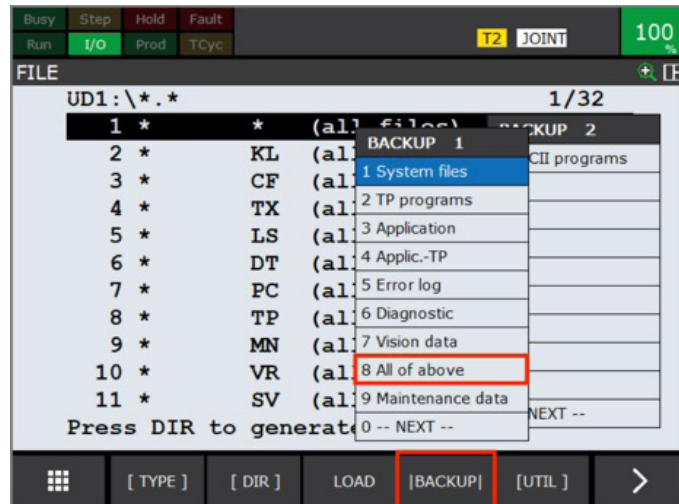 Busy Step Hold Fault
Run I/O Prod TCyc
T2 JOINT
100
%
FILE
UD1:\*.* 1/32
1 * * (all files)
2 * KL (al
3 * CF (al
4 * TX (al
5 * LS (al
6 * DT (al
7 * PC (al
8 * TP (al
9 * MN (al
10 * VR (al
11 * SV (al
Press DIR to generate
BACKUP 1
1 System files
2 TP programs
3 Application
4 Applic.-TP
5 Error log
6 Diagnostic
7 Vision data
8 All of above
9 Maintenance data
0 -- NEXT --
BACKUP 2
CII programs
NEXT --
[ TYPE ] [ DIR ] LOAD |BACKUP| [UTIL ] >